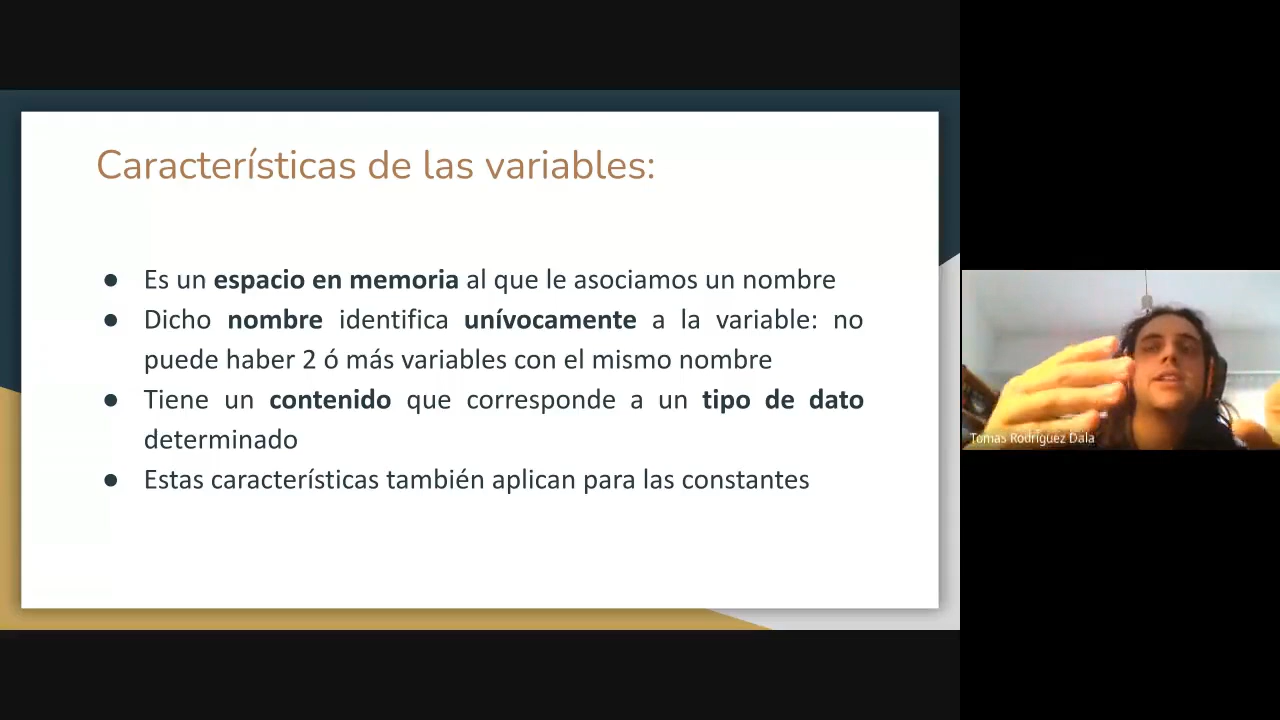 Características de las variables:
● Es un espacio en memoria al que le asociamos un nombre
● Dicho nombre identifica unívocamente a la variable: no
puede haber 2 ó más variables con el mismo nombre
● Tiene un contenido que corresponde a un tipo de dato
determinado
● Estas características también aplican para las constantes
Tomas Rodriguez Dala